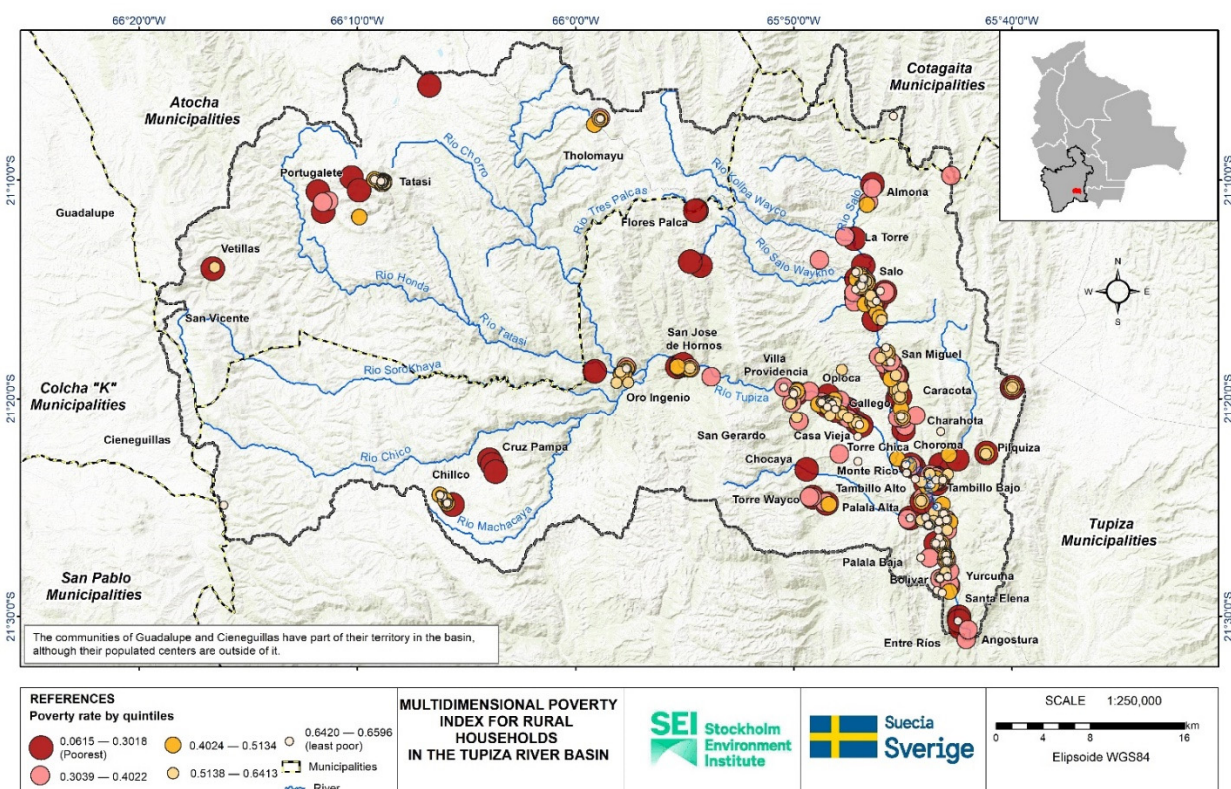 66°20'0"W
66°10'0"W
66°0'0"W
65°50'0"W
65°40'0"W
Cotagaita
Municipalities
Atocha
Municipalities
Rio Chorro
Tholomayu
Portugalete
Tatasi
21°10'0"S
21°10'0"S
Rio Kollpa Wayco
Rio Salo
Almona
Guadalupe
Rio Tres Palcas
Flores Palca
La Torre
Vetillas
Rio Salo Waykho
Salo
Rio Honda
San Vicente
Rio Tatasi
San Jose
de Hornos
San Miguel
Villa
Providencia
Rio Sorokhaya
Oploca
Colcha "K"
Municipalities
Oro Ingenio
Rio Tupiza
Gallego
Caracota
21°20'0"S
21°20'0"S
Charahota
Cieneguillas
San Gerardo
Casa Vieja
Torre Chica
Choroma
Cruz Pampa
Pilquiza
Rio Chico
Chocaya
Monte Rico
Chillco
Tambillo Alto
Tambillo Bajo
Torre Wayco
Palala Alta
Rio Machacaya
Tupiza
Municipalities
Palala Baja
San Pablo
Municipalities
Bolivar
Yurcuma
Santa Elena
21°30'0"S
21°30'0"S
Entre Ríos
Angostura
N
W
E
S
The communities of Guadalupe and Cieneguillas have part of their territory in the basin,
although their populated centers are outside of it.
REFERENCES
Poverty rate by quintiles
0.0615 — 0.3018
(Poorest)
0.3039 — 0.4022
0.4024 — 0.5134
0.5138 — 0.6413
0.6420 — 0.6596
(least poor)
Municipalities
River
MULTIDIMENSIONAL POVERTY
INDEX FOR RURAL
HOUSEHOLDS
IN THE TUPIZA RIVER BASIN
SEI
Stockholm
Environment
Institute
Suecia
Sverige
SCALE 1:250,000
km
0 4 8 16
Elipsoide WGS84